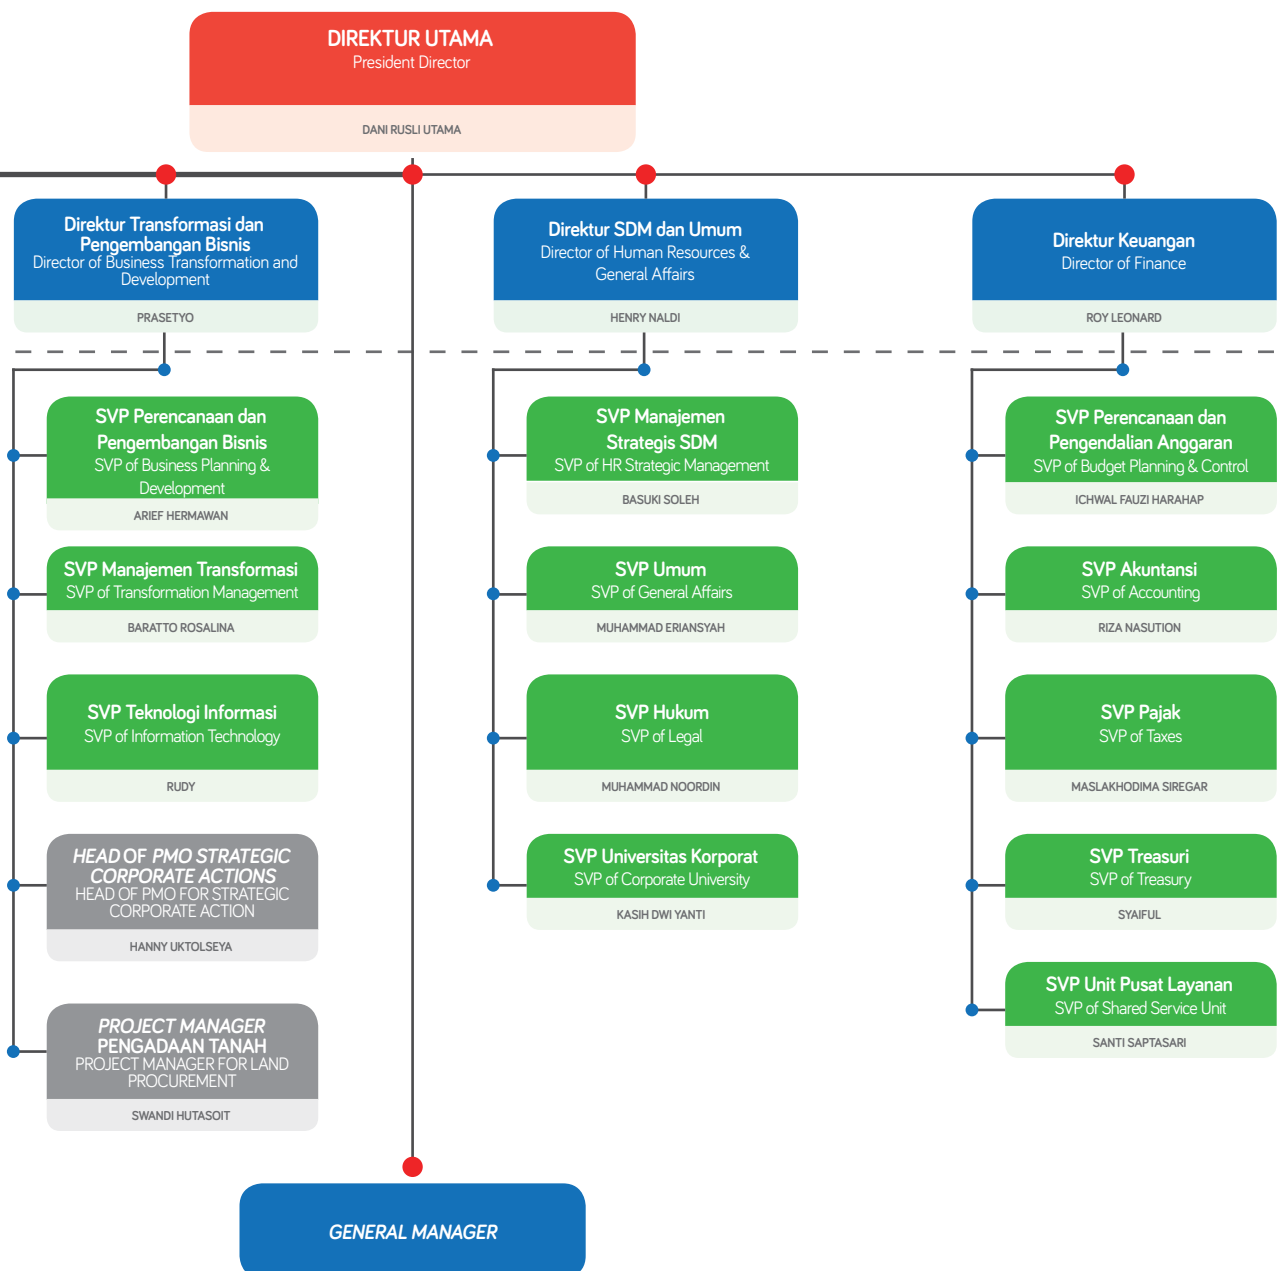 DIREKTUR UTAMA
President Director
DANI RUSLI UTAMA
Direktur Transformasi dan
Pengembangan Bisnis
Director of Business Transformation and
Development
PRASETYO
Direktur SDM dan Umum
Director of Human Resources &
General Affairs
HENRY NALDI
Direktur Keuangan
Director of Finance
ROY LEONARD
SVP Perencanaan dan
Pengembangan Bisnis
SVP of Business Planning &
Development
ARIEF HERMAWAN
SVP Manajemen Transformasi
SVP of Transformation Management
BARATTO ROSALINA
SVP Teknologi Informasi
SVP of Information Technology
RUDY
HEAD OF PMO STRATEGIC
CORPORATE ACTIONS
HEAD OF PMO FOR STRATEGIC
CORPORATE ACTION
HANNY UKTOLSEYA
PROJECT MANAGER
PENGADAAN TANAH
PROJECT MANAGER FOR LAND
PROCUREMENT
SWANDI HUTASOIT
SVP Manajemen
Strategis SDM
SVP of HR Strategic Management
BASUKI SOLEH
SVP Umum
SVP of General Affairs
MUHAMMAD ERIANSYAH
SVP Hukum
SVP of Legal
MUHAMMAD NOORDIN
SVP Universitas Korporat
SVP of Corporate University
KASIH DWI YANTI
SVP Perencanaan dan
Pengendalian Anggaran
SVP of Budget Planning & Control
ICHWAL FAUZI HARAHAP
SVP Akuntansi
SVP of Accounting
RIZA NASUTION
SVP Pajak
SVP of Taxes
MASLAKHODIMA SIREGAR
SVP Treasuri
SVP of Treasury
SYAIFUL
SVP Unit Pusat Layanan
SVP of Shared Service Unit
SANTI SAPTASARI
GENERAL MANAGER